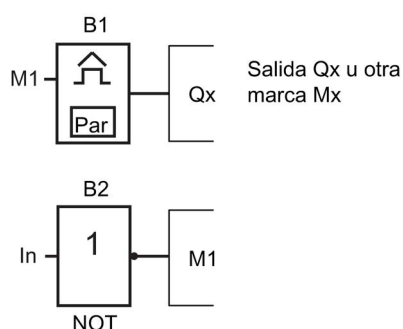 B1
M1
Par
Qx
Salida Qx u otra
marca Mx
B2
In
1
M1
NOT